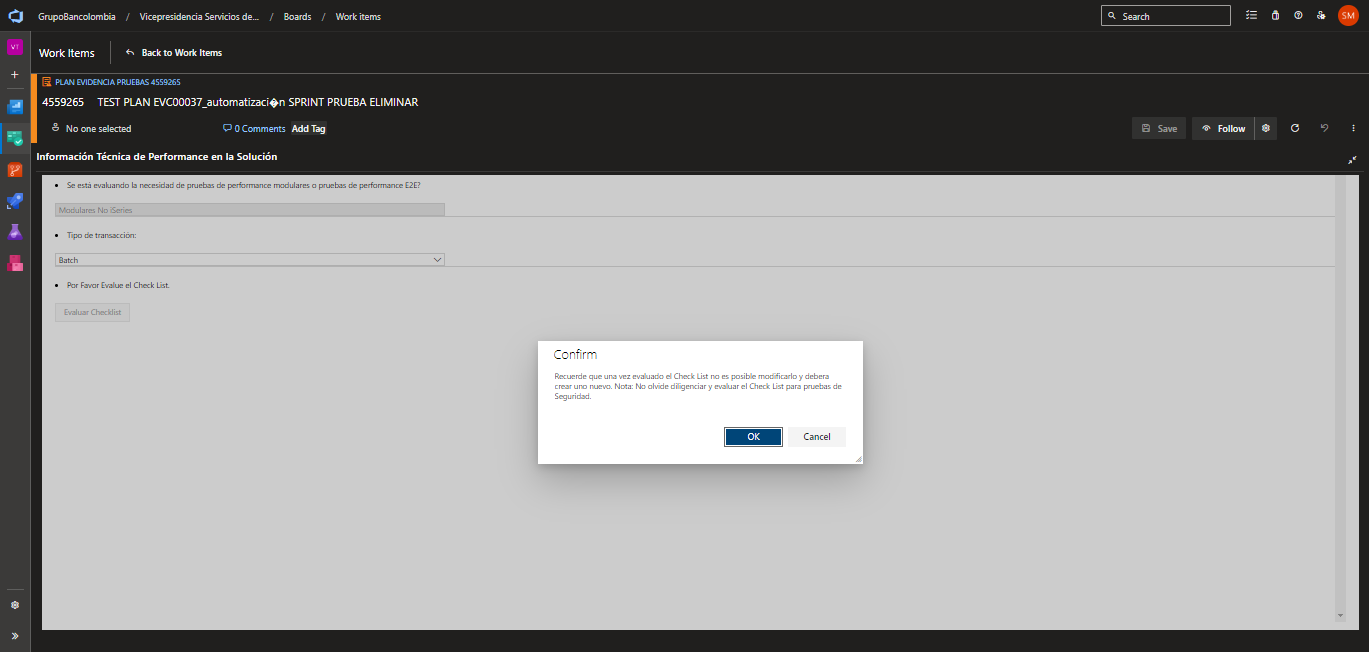 GrupoBancolombia / Vicepresidencia Servicios de... / Boards / Work items
Search
SM
VT
Work Items
Back to Work Items
PLAN EVIDENCIA PRUEBAS 4559265
4559265 TEST PLAN EVC00037_automatizaci�n SPRINT PRUEBA ELIMINAR
No one selected
0 Comments
Add Tag
Save
Follow
Información Técnica de Performance en la Solución
• Se está evaluando la necesidad de pruebas de performance modulares o pruebas de performance E2E?
Modulares No iSeries
• Tipo de transacción:
Batch
• Por Favor Evalue el Check List.
Evaluar Checklist
Confirm
Recuerde que una vez evaluado el Check List no es posible modificarlo y debera
crear uno nuevo. Nota: No olvide diligenciar y evaluar el Check List para pruebas de
Seguridad.
OK
Cancel